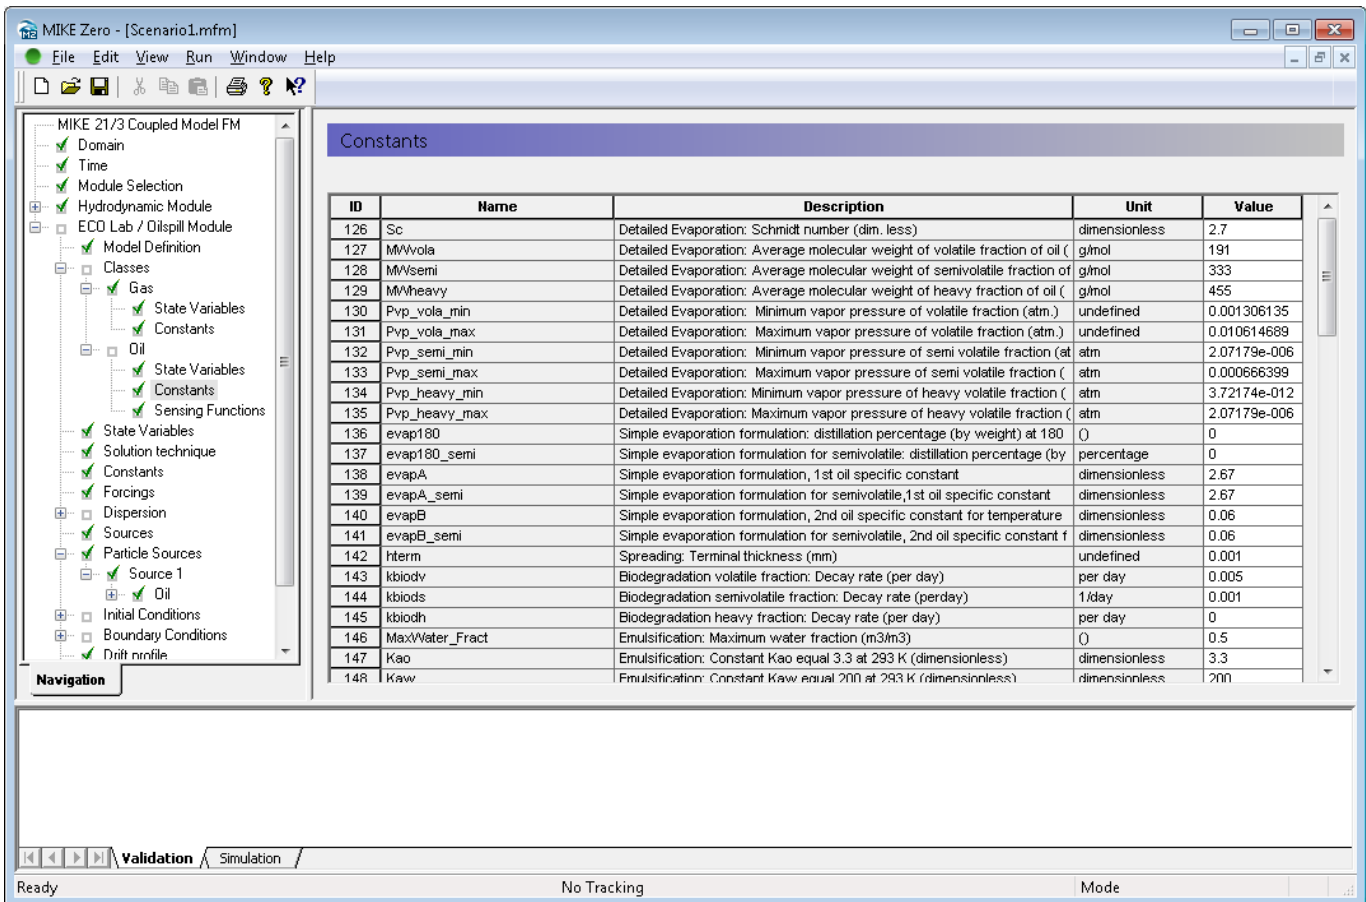 MIKE Zero - [Scenario1.mfm]
File Edit View Run Window Help
MIKE 21/3 Coupled Model FM
Domain
Time
Module Selection
Hydrodynamic Module
ECO Lab / Oilspill Module
Model Definition
Classes
Gas
State Variables
Constants
Oil
State Variables
Constants
Sensing Functions
State Variables
Solution technique
Constants
Forcings
Dispersion
Sources
Particle Sources
Source 1
Oil
Initial Conditions
Boundary Conditions
Drift profile
Navigation
Constants
ID Name Description Unit Value
126 Sc Detailed Evaporation: Schmidt number (dim. less) dimensionless 2.7
127 MWvola Detailed Evaporation: Average molecular weight of volatile fraction of oil ( g/mol 191
128 MWsemi Detailed Evaporation: Average molecular weight of semivolatile fraction of g/mol 333
129 MWheavy Detailed Evaporation: Average molecular weight of heavy fraction of oil ( g/mol 455
130 Pvp_vola_min Detailed Evaporation: Minimum vapor pressure of volatile fraction (atm.) undefined 0.001306135
131 Pvp_vola_max Detailed Evaporation: Maximum vapor pressure of volatile fraction (atm.) undefined 0.010614689
132 Pvp_semi_min Detailed Evaporation: Minimum vapor pressure of semi volatile fraction (at atm 2.07179e-006
133 Pvp_semi_max Detailed Evaporation: Maximum vapor pressure of semi volatile fraction ( atm 0.000666399
134 Pvp_heavy_min Detailed Evaporation: Minimum vapor pressure of heavy volatile fraction ( atm 3.72174e-012
135 Pvp_heavy_max Detailed Evaporation: Maximum vapor pressure of heavy volatile fraction ( atm 2.07179e-006
136 evap180 Simple evaporation formulation: distillation percentage (by weight) at 180 () 0
137 evap180_semi Simple evaporation formulation for semivolatile: distillation percentage (by percentage 0
138 evapA Simple evaporation formulation, 1st oil specific constant dimensionless 2.67
139 evapA_semi Simple evaporation formulation for semivolatile,1st oil specific constant dimensionless 2.67
140 evapB Simple evaporation formulation, 2nd oil specific constant for temperature dimensionless 0.06
141 evapB_semi Simple evaporation formulation for semivolatile, 2nd oil specific constant f dimensionless 0.06
142 hterm Spreading: Terminal thickness (mm) undefined 0.001
143 kbiodv Biodegradation volatile fraction: Decay rate (per day) per day 0.005
144 kbiods Biodegradation semivolatile fraction: Decay rate (perday) 1/day 0.001
145 kbiodh Biodegradation heavy fraction: Decay rate (per day) per day 0
146 MaxWater_Fract Emulsification: Maximum water fraction (m3/m3) () 0.5
147 Kao Emulsification: Constant Kao equal 3.3 at 293 K (dimensionless) dimensionless 3.3
148 Kaw Emulsification: Constant Kaw equal 200 at 293 K (dimensionless) dimensionless 200
Validation Simulation
Ready No Tracking Mode